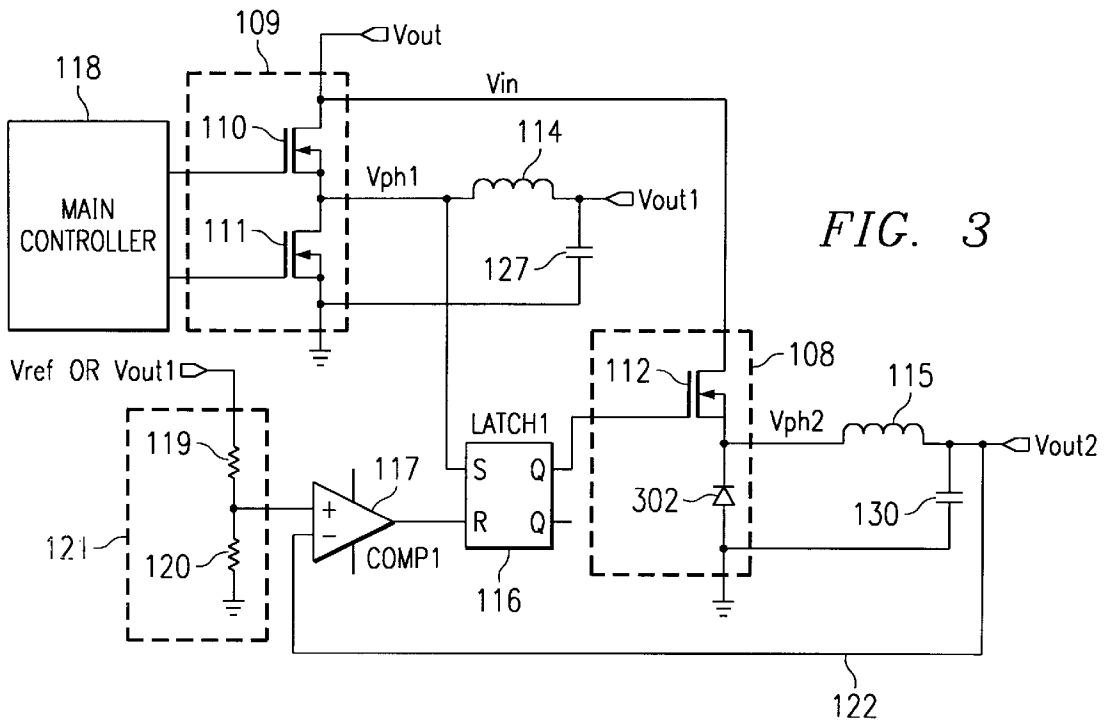 109
Vout
118
Vin
110
114
Vph1
Vout1
MAIN
CONTROLLER
111
127
FIG. 3
Vref OR Vout1
112
108
115
LATCH1
Vph2
119
Vout2
117
S Q
302
+
130
121
R Q
−
120
COMP1
116
122